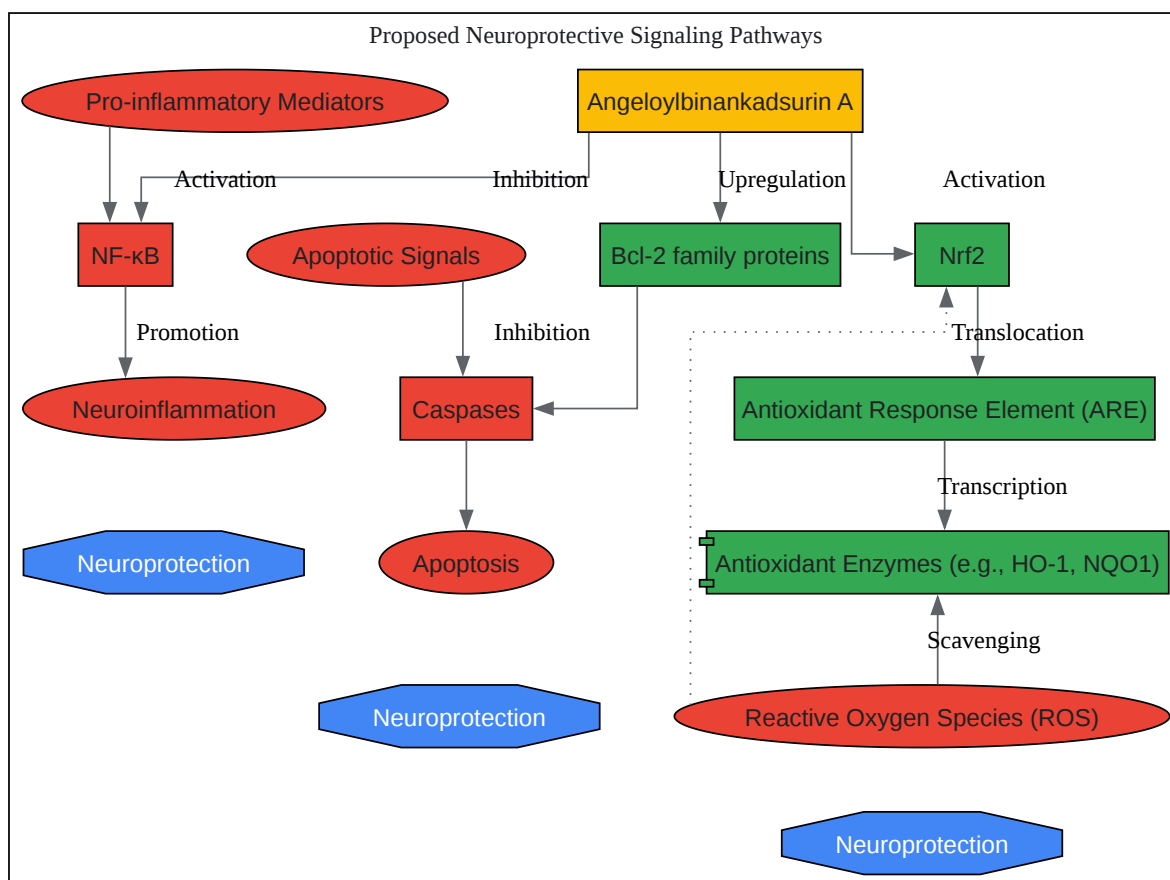 Proposed Neuroprotective Signaling Pathways
Pro-inflammatory Mediators
Angeloylbinankadsurin A
Activation
Inhibition
Upregulation
Activation
NF-κB
Apoptotic Signals
Bcl-2 family proteins
Nrf2
Promotion
Inhibition
Translocation
Neuroinflammation
Caspases
Antioxidant Response Element (ARE)
Transcription
Neuroprotection
Apoptosis
Antioxidant Enzymes (e.g., HO-1, NQO1)
Scavenging
Neuroprotection
Reactive Oxygen Species (ROS)
Neuroprotection